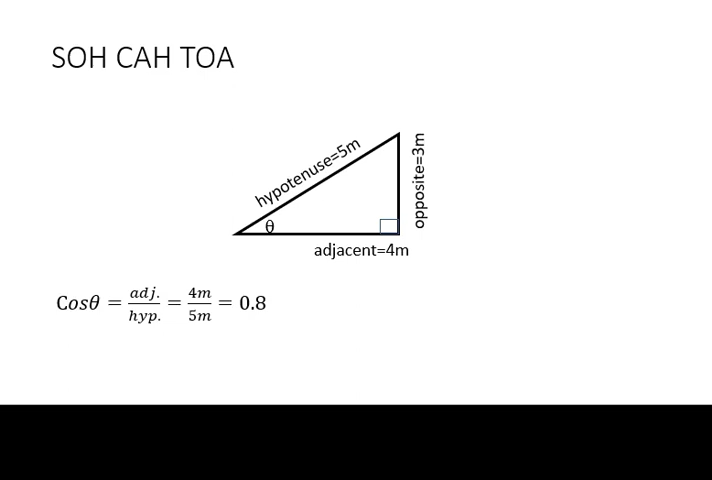 SOH CAH TOA
hypotenuse=5m
opposite=3m
θ
adjacent=4m
Cosθ = adj./hyp. = 4m/5m = 0.8